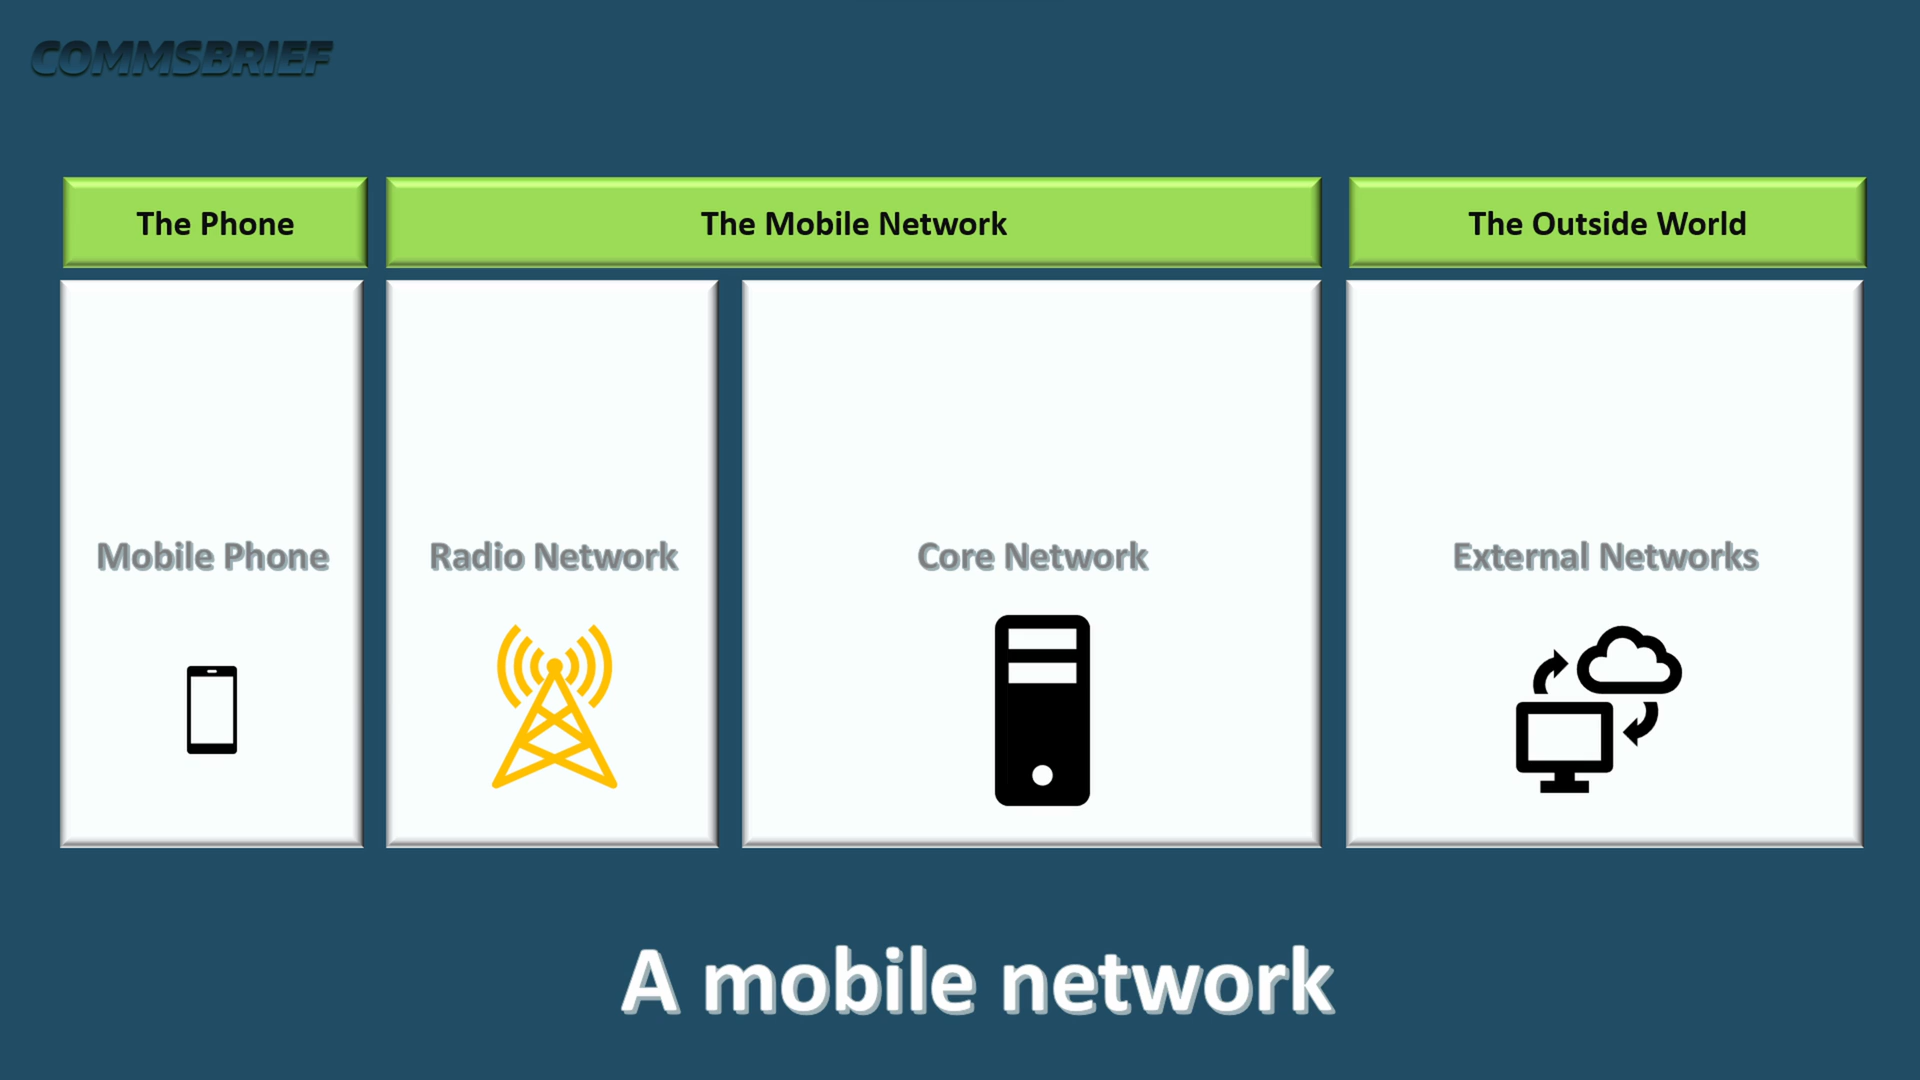 COMMSBRIEF
The Phone
The Mobile Network
The Outside World
Mobile Phone
Radio Network
Core Network
External Networks
A mobile network